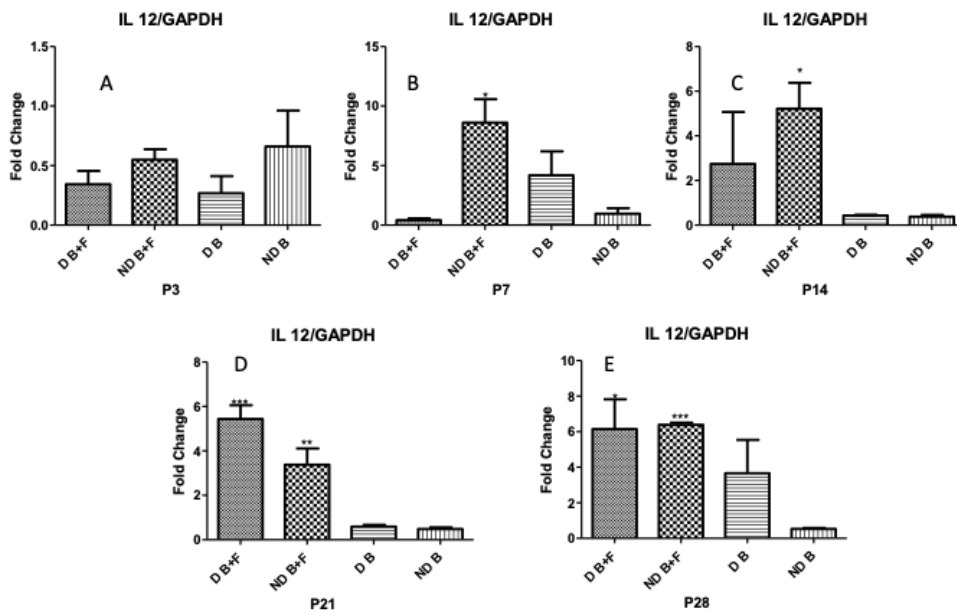 IL 12/GAPDH
A
Fold Change
1.5
1.0
0.5
0.0
D B+F
ND B+F
D B
ND B
P3
IL 12/GAPDH
B
Fold Change
15
10
5
0
*
D B+F
ND B+F
D B
ND B
P7
IL 12/GAPDH
C
Fold Change
8
6
4
2
0
*
D B+F
ND B+F
D B
ND B
P14
IL 12/GAPDH
D
Fold Change
8
6
4
2
0
***
**
D B+F
ND B+F
D B
ND B
P21
IL 12/GAPDH
E
Fold Change
10
8
6
4
2
0
*
***
D B+F
ND B+F
D B
ND B
P28